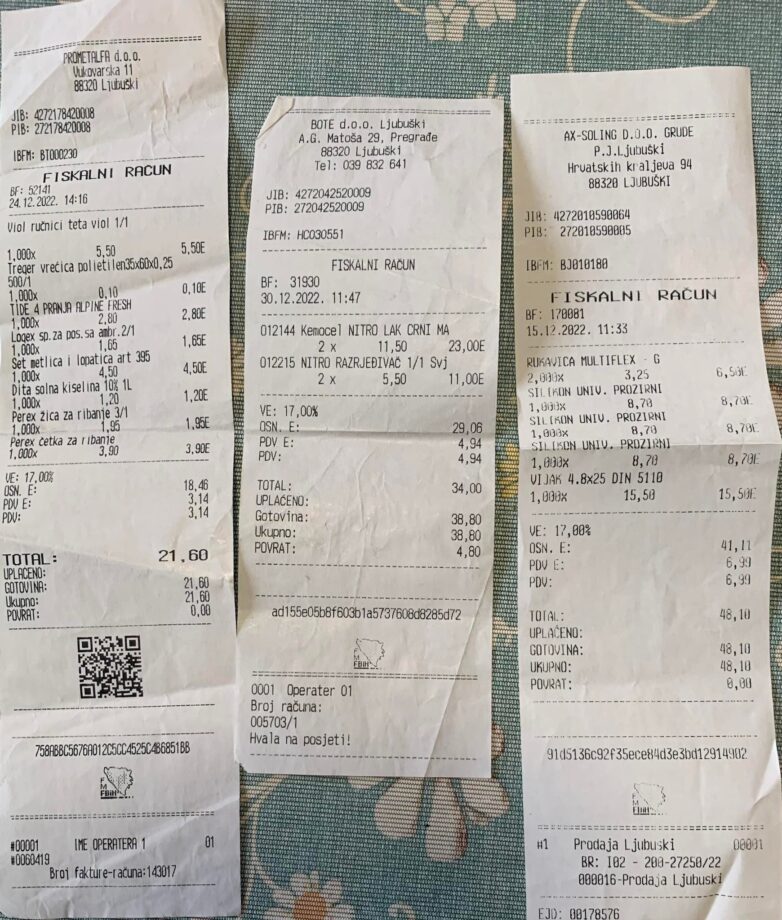 PROMETALFA d.o.o.
Vukovarska 11
88320 Ljubuški
JIB: 4272178420008
PIB: 272178420008
IBFM: BT000230
FISKALNI RAČUN
BF: 52141
24.12.2022. 14:16
Viol ručnici teta viol 1/1
1,000x 5,50 5,50E
Treger vrećica polietilen35x60x0,25
500/1
1,000x 0,10 0,10E
TIDE 4 PRANJA ALPINE FRESH
1,000x 2,80 2,80E
Logex sp.za pos.sa ambr.2/1
1,000x 1,65 1,65E
Set metlica i lopatica art 395
1,000x 4,50 4,50E
Dita solna kiselina 10% 1L
1,000x 1,20 1,20E
Perex žica za ribanje 3/1
1,000x 1,95 1,95E
Perex četka za ribanje
1,000x 3,90 3,90E
VE: 17,00%
OSN. E: 18,46
PDV E: 3,14
PDV: 3,14
TOTAL: 21,60
UPLAĆENO:
GOTOVINA: 21,60
Ukupno: 21,60
POVRAT: 0,00
758ABBC5676A012C5CC4525C4B6851BB
FM
FBiH
#00001 IME OPERATERA 1 01
#0060419
Broj fakture-računa:143017
BOTE d.o.o. Ljubuški
A.G. Matoša 29, Pregrađe
88320 Ljubuški
Tel: 039 832 641
JIB: 4272042520009
PIB: 272042520009
IBFM: HC030551
FISKALNI RAČUN
BF: 31930
30.12.2022. 11:47
012144 Kemocel NITRO LAK CRNI MA
2 x 11,50 23,00E
012215 NITRO RAZRJEĐIVAČ 1/1 Svj
2 x 5,50 11,00E
VE: 17,00%
OSN. E: 29,06
PDV E: 4,94
PDV: 4,94
TOTAL: 34,00
UPLAĆENO:
Gotovina: 38,80
Ukupno: 38,80
POVRAT: 4,80
ad155e05b8f603b1a5737608d8285d72
FM
FBiH
0001 Operater 01
Broj računa:
005703/1
Hvala na posjeti!
AX-SOLING D.O.O. GRUDE
P.J.Ljubuški
Hrvatskih kraljeva 94
88320 LJUBUŠKI
JIB: 4272010590064
PIB: 272010590005
IBFM: BJ010180
FISKALNI RAČUN
BF: 170001
15.12.2022. 11:33
RUKAVICA MULTIFLEX - G
2,000x 3,25 6,50E
SILIKON UNIV. PROZIRNI
1,000x 8,70 8,70E
SILIKON UNIV. PROZIRNI
1,000x 8,70 8,70E
SILIKON UNIV. PROZIRNI
1,000x 8,70 8,70E
VIJAK 4.8x25 DIN 5110
1,000x 15,50 15,50E
VE: 17,00%
OSN. E: 41,11
PDV E: 6,99
PDV: 6,99
TOTAL: 48,10
UPLAĆENO:
GOTOVINA: 48,10
UKUPNO: 48,10
POVRAT: 0,00
91d5136c92f35ece84d3e3bd12914902
FM
FBiH
#1 Prodaja Ljubuški 00001
BR: I02 - 200-27250/22
000016-Prodaja Ljubuski
EJD: 00170576